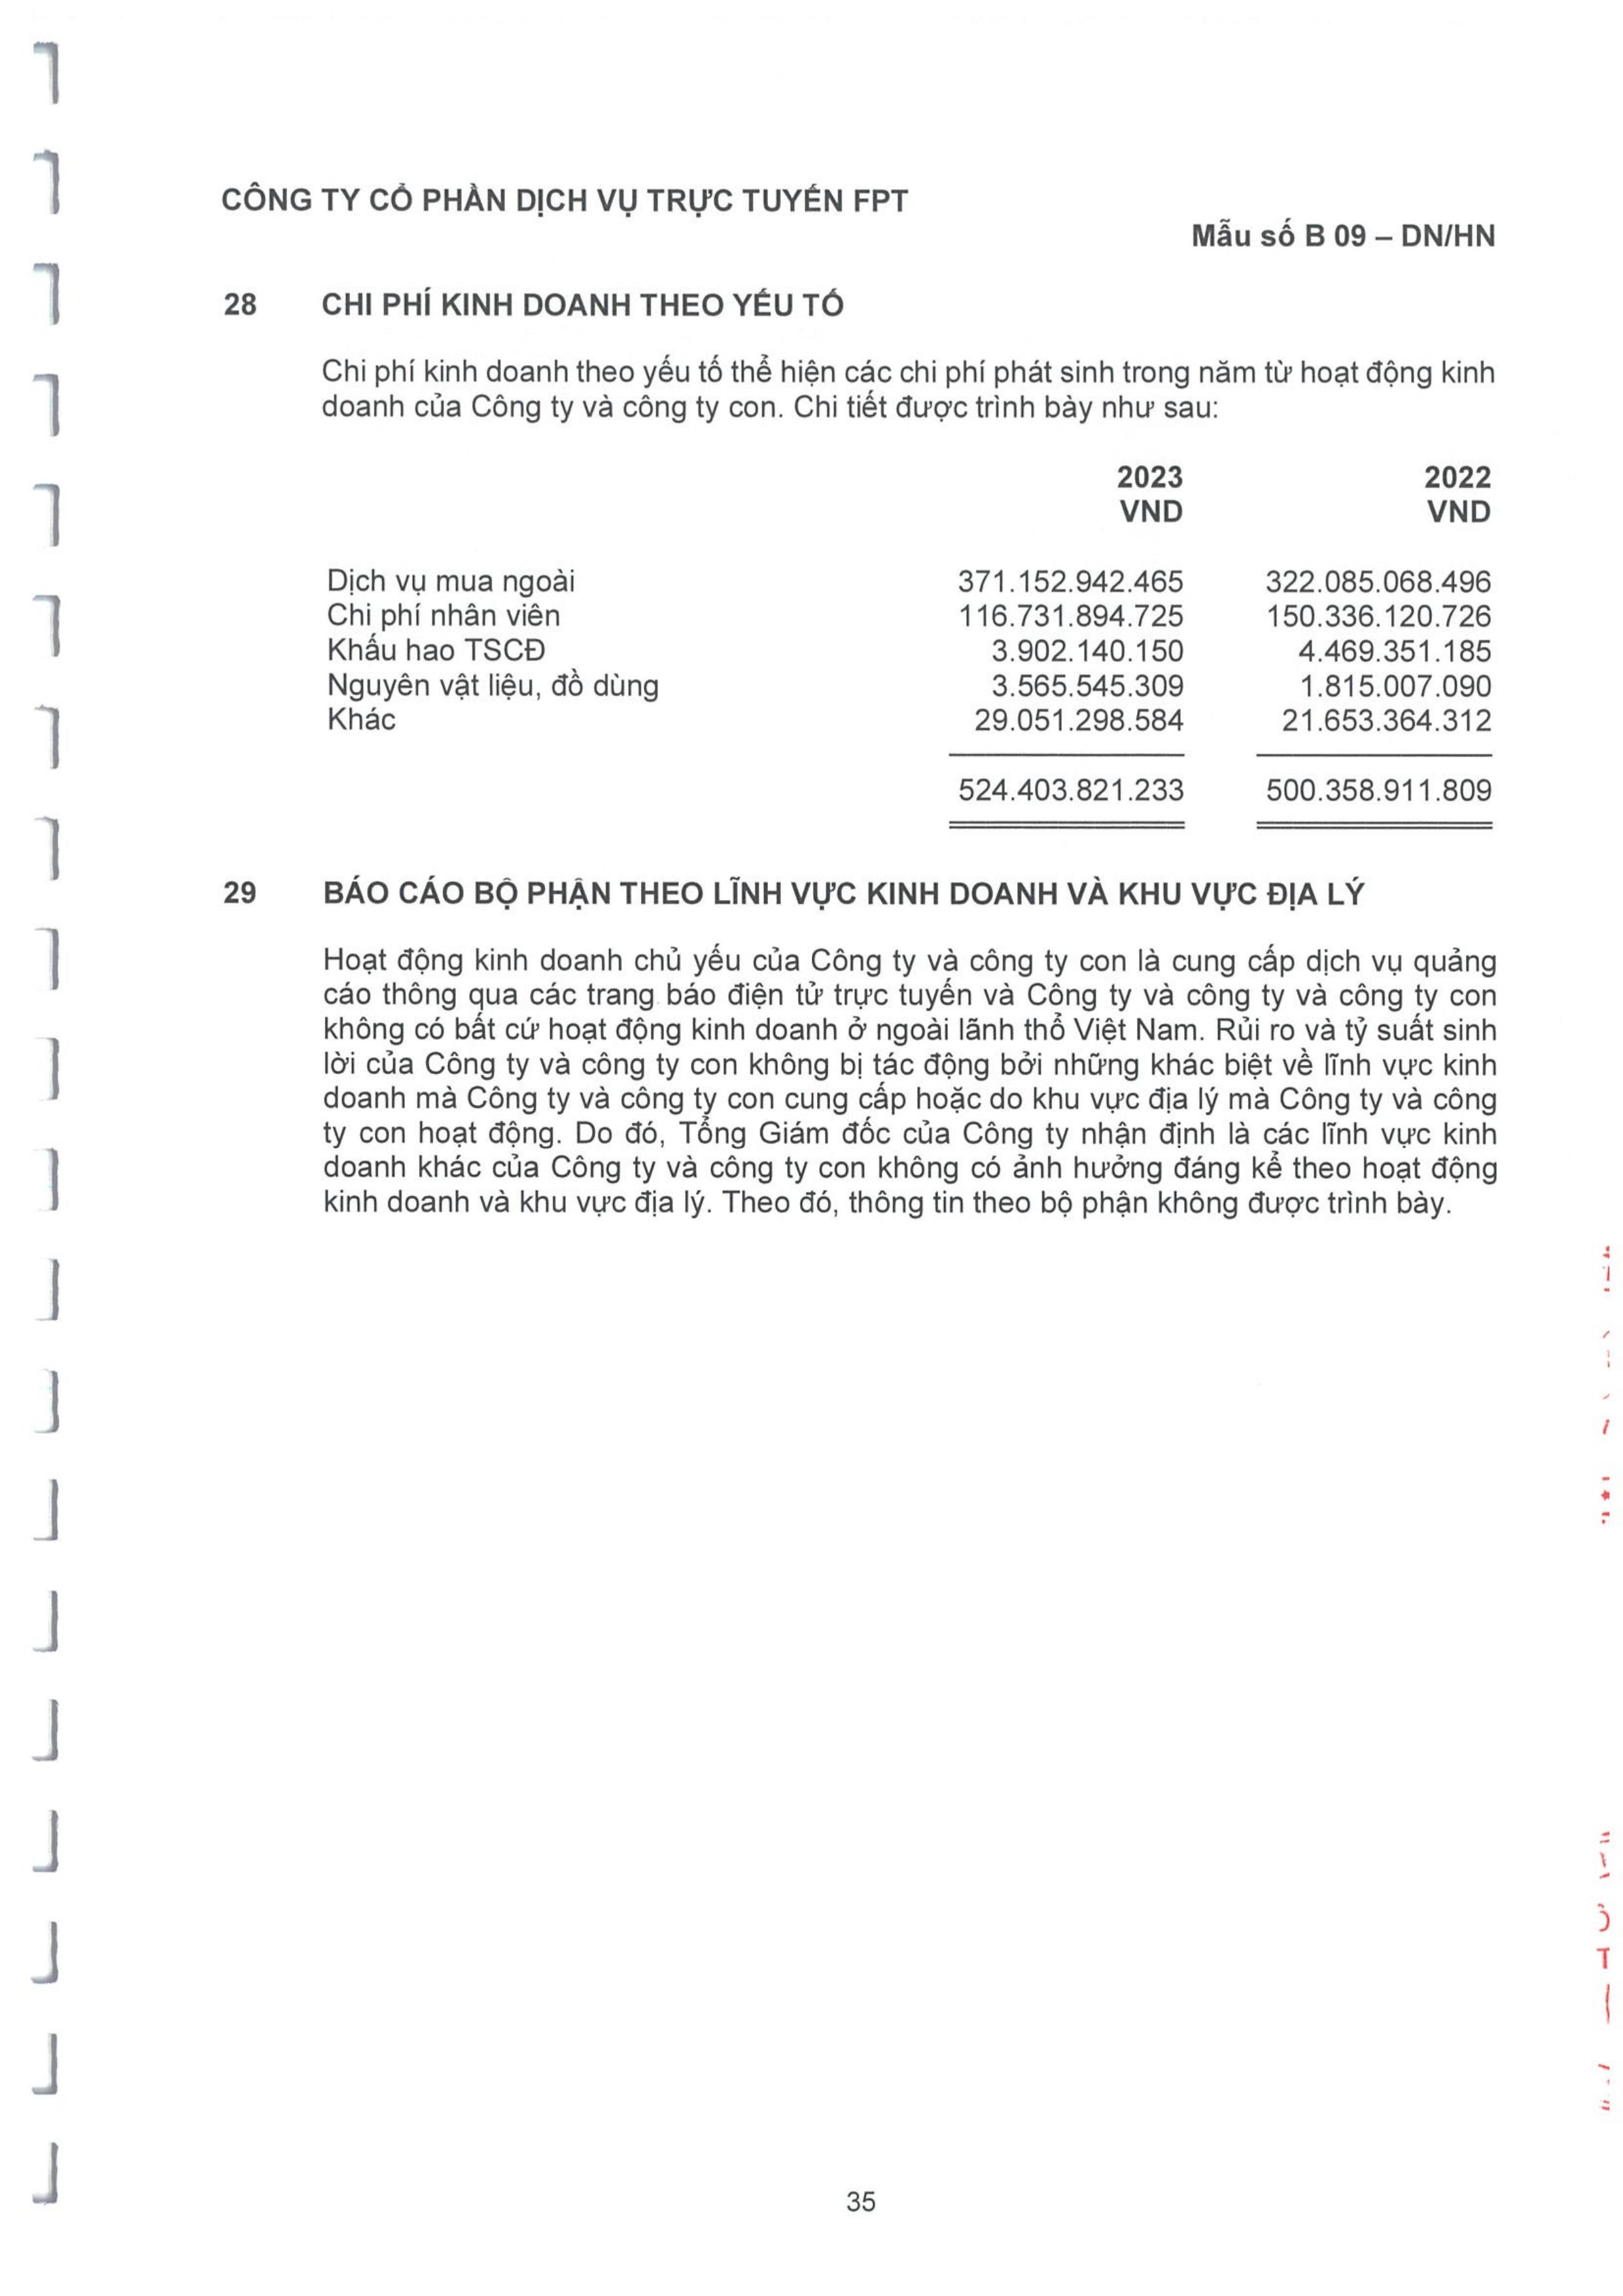 CÔNG TY CỔ PHẦN DỊCH VỤ TRỰC TUYẾN FPT
Mẫu số B 09 – DN/HN
28 CHI PHÍ KINH DOANH THEO YẾU TỐ
Chi phí kinh doanh theo yếu tố thể hiện các chi phí phát sinh trong năm từ hoạt động kinh
doanh của Công ty và công ty con. Chi tiết được trình bày như sau:
2023 2022
VND VND
Dịch vụ mua ngoài 371.152.942.465 322.085.068.496
Chi phí nhân viên 116.731.894.725 150.336.120.726
Khấu hao TSCĐ 3.902.140.150 4.469.351.185
Nguyên vật liệu, đồ dùng 3.565.545.309 1.815.007.090
Khác 29.051.298.584 21.653.364.312
524.403.821.233 500.358.911.809
29 BÁO CÁO BỘ PHẬN THEO LĨNH VỰC KINH DOANH VÀ KHU VỰC ĐỊA LÝ
Hoạt động kinh doanh chủ yếu của Công ty và công ty con là cung cấp dịch vụ quảng
cáo thông qua các trang báo điện tử trực tuyến và Công ty và công ty và công ty con
không có bất cứ hoạt động kinh doanh ở ngoài lãnh thổ Việt Nam. Rủi ro và tỷ suất sinh
lời của Công ty và công ty con không bị tác động bởi những khác biệt về lĩnh vực kinh
doanh mà Công ty và công ty con cung cấp hoặc do khu vực địa lý mà Công ty và công
ty con hoạt động. Do đó, Tổng Giám đốc của Công ty nhận định là các lĩnh vực kinh
doanh khác của Công ty và công ty con không có ảnh hưởng đáng kể theo hoạt động
kinh doanh và khu vực địa lý. Theo đó, thông tin theo bộ phận không được trình bày.
35